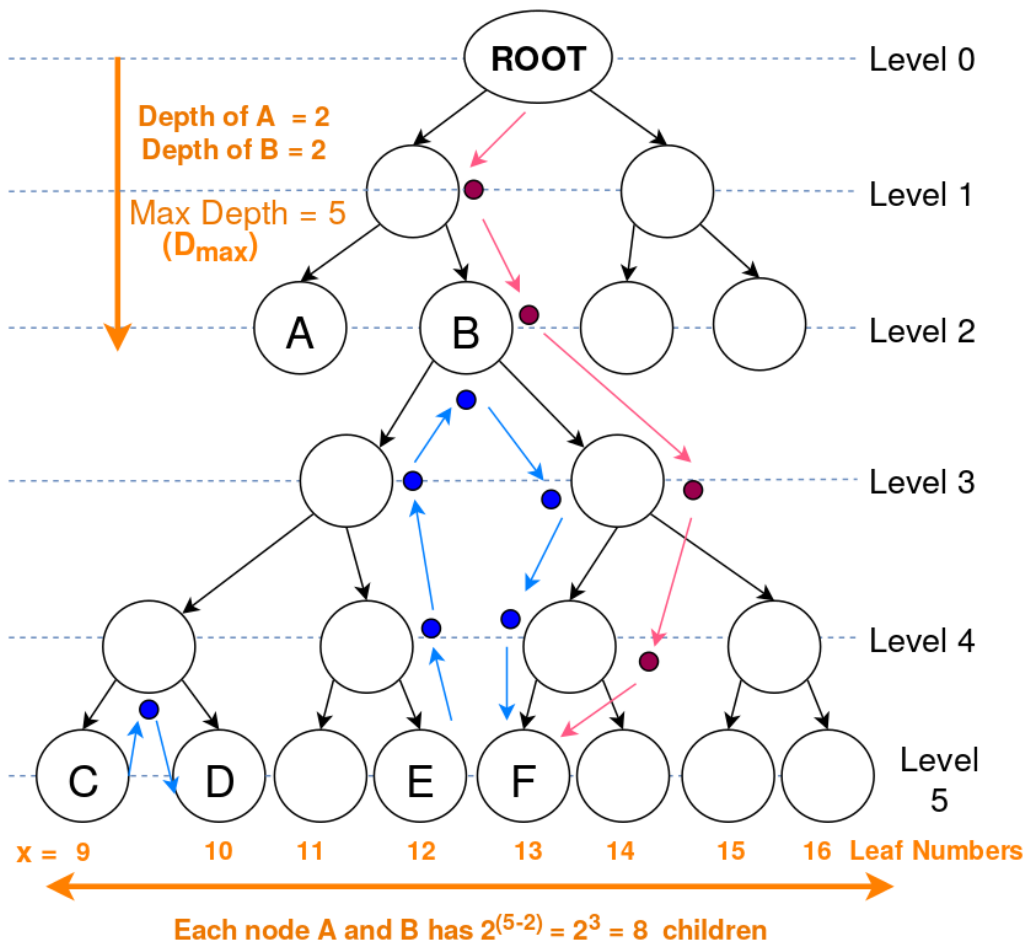 ROOT
Level 0
Depth of A = 2
Depth of B = 2
Level 1
Max Depth = 5
(Dmax)
A
B
Level 2
Level 3
Level 4
C
D
E
F
Level
5
x = 9 10 11 12 13 14 15 16 Leaf Numbers
Each node A and B has 2^(5-2) = 2^3 = 8 children